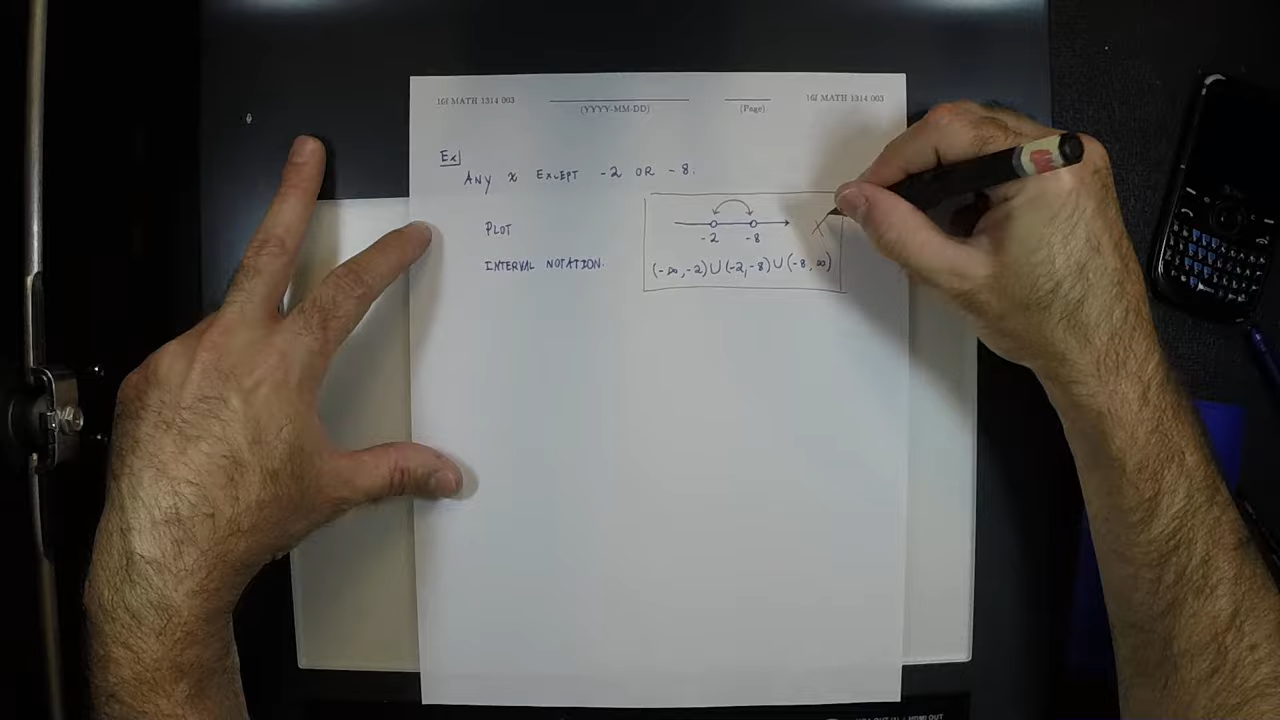 16f MATH 1314 003 (YYYY-MM-DD) (Page) 16f MATH 1314 003
Ex
ANY x EXCEPT -2 OR -8.
PLOT
-2 -8
INTERVAL NOTATION.
(-∞,-2)∪(-2,-8)∪(-8,∞)
X